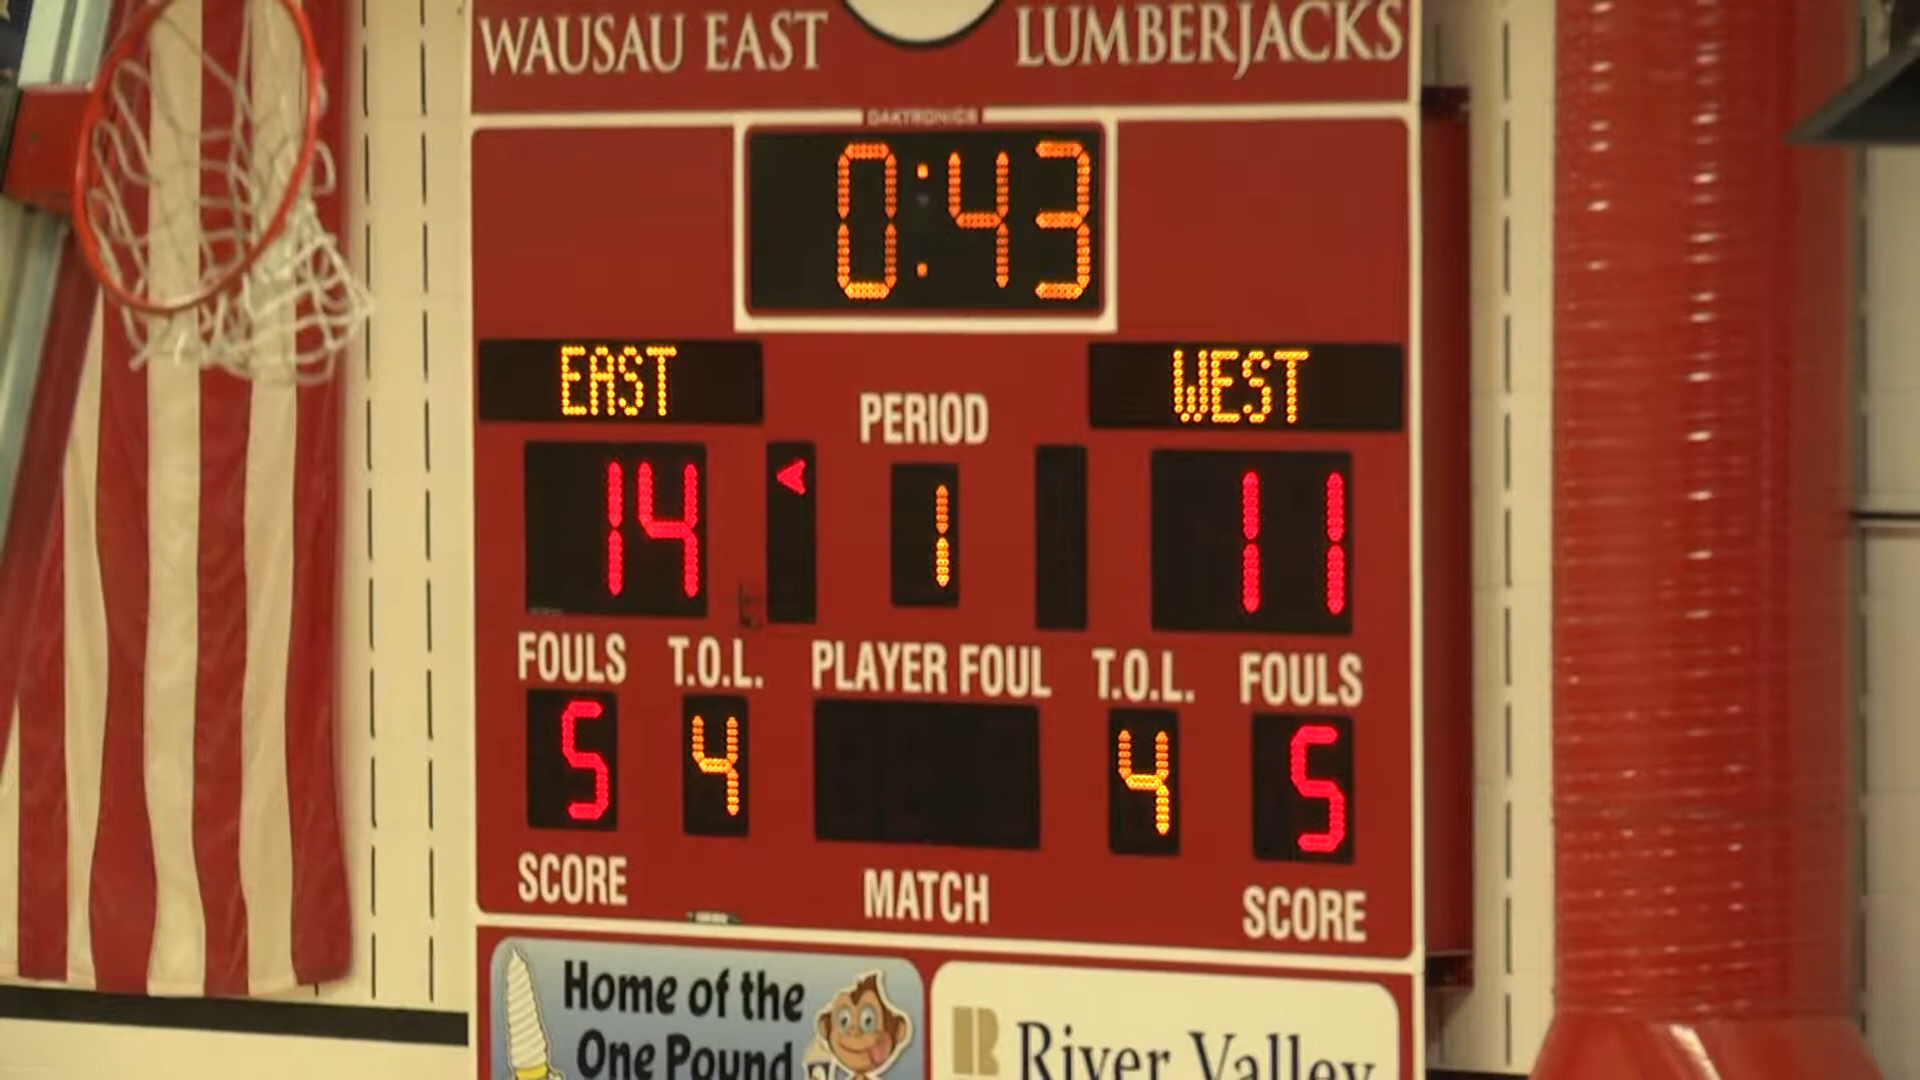 WAUSAU EAST LUMBERJACKS
DAKTRONICS
0:43
EAST WEST
PERIOD
14 1 11
FOULS T.O.L. PLAYER FOUL T.O.L. FOULS
5 4 4 5
SCORE MATCH SCORE
Home of the
One Pound
River Valley